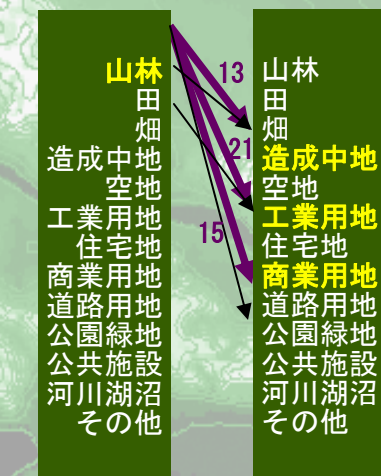 山林
田
畑
造成中地
空地
工業用地
住宅地
商業用地
道路用地
公園緑地
公共施設
河川湖沼
その他
13
21
15
山林
田
畑
造成中地
空地
工業用地
住宅地
商業用地
道路用地
公園緑地
公共施設
河川湖沼
その他